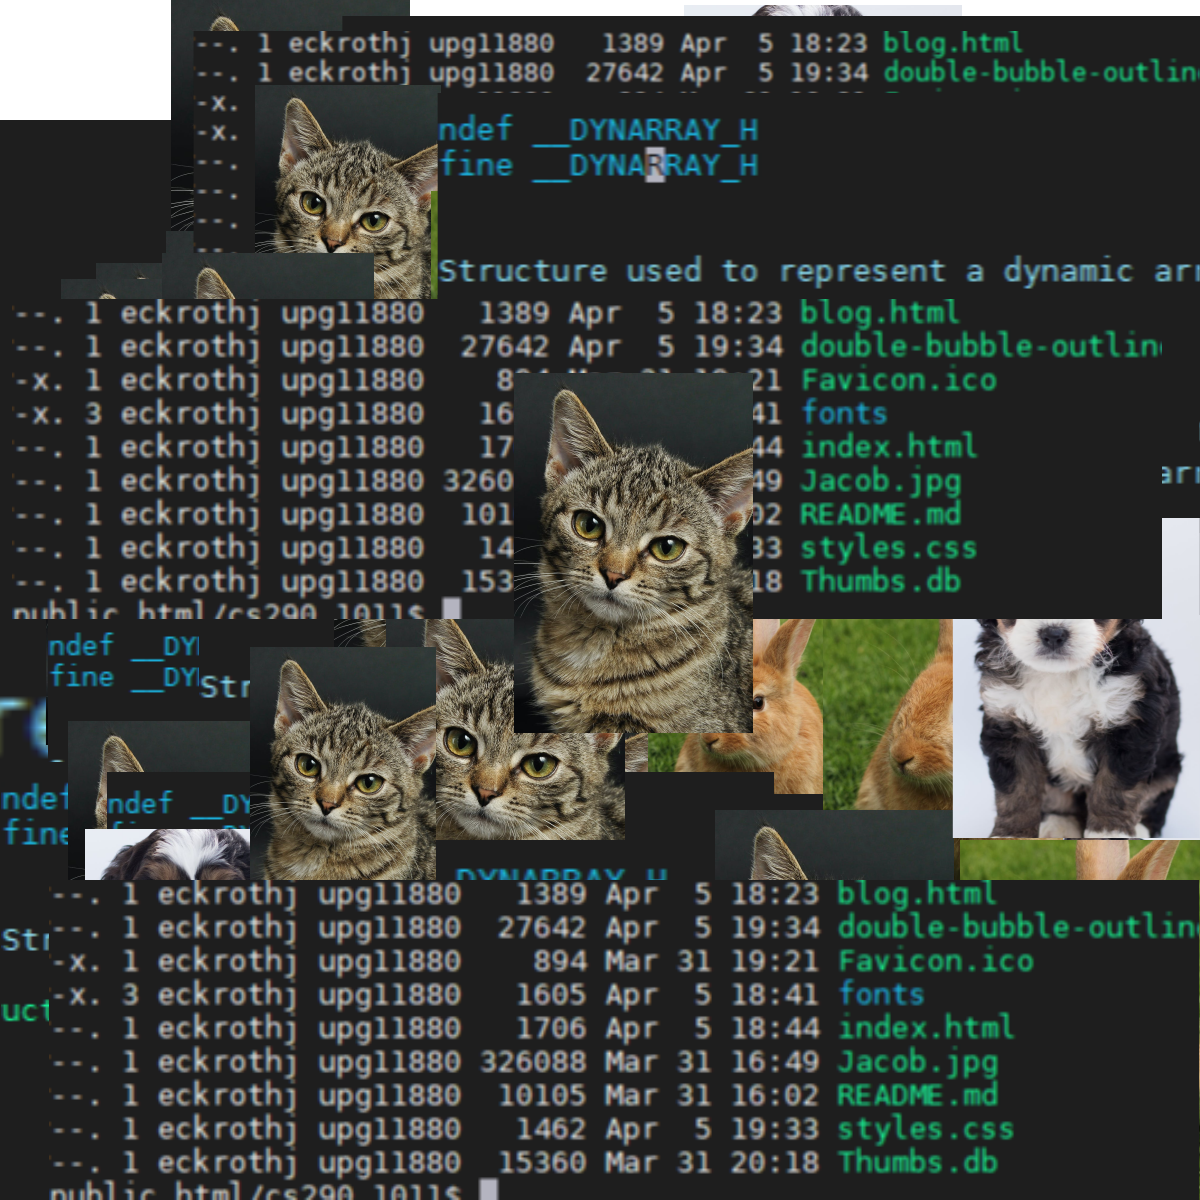 --. 1 eckrothj upg11880 1389 Apr 5 18:23 blog.html
--. 1 eckrothj upg11880 27642 Apr 5 19:34 double-bubble-outlin
-x.
-x.
ndef __DYNARRAY_H
--.
fine __DYNARRAY_H
--.
--.
--.
Structure used to represent a dynamic arr
--. 1 eckrothj upg11880 1389 Apr 5 18:23 blog.html
--. 1 eckrothj upg11880 27642 Apr 5 19:34 double-bubble-outlin
-x. 1 eckrothj upg11880 8 21 Favicon.ico
-x. 3 eckrothj upg11880 16 41 fonts
--. 1 eckrothj upg11880 17 44 index.html
--. 1 eckrothj upg11880 3260 49 Jacob.jpg
arr
--. 1 eckrothj upg11880 101 02 README.md
--. 1 eckrothj upg11880 14 33 styles.css
--. 1 eckrothj upg11880 153 18 Thumbs.db
public_html/cs290_1011$
ndef __DY
fine __DY
Str
re
ndef
ndef __DY
fine
DYNARRAY_H
--. 1 eckrothj upg11880 1389 Apr 5 18:23 blog.html
--. 1 eckrothj upg11880 27642 Apr 5 19:34 double-bubble-outlin
Str
-x. 1 eckrothj upg11880 894 Mar 31 19:21 Favicon.ico
-x. 3 eckrothj upg11880 1605 Apr 5 18:41 fonts
uct
--. 1 eckrothj upg11880 1706 Apr 5 18:44 index.html
--. 1 eckrothj upg11880 326088 Mar 31 16:49 Jacob.jpg
--. 1 eckrothj upg11880 10105 Mar 31 16:02 README.md
--. 1 eckrothj upg11880 1462 Apr 5 19:33 styles.css
--. 1 eckrothj upg11880 15360 Mar 31 20:18 Thumbs.db
public_html/cs290_1011$